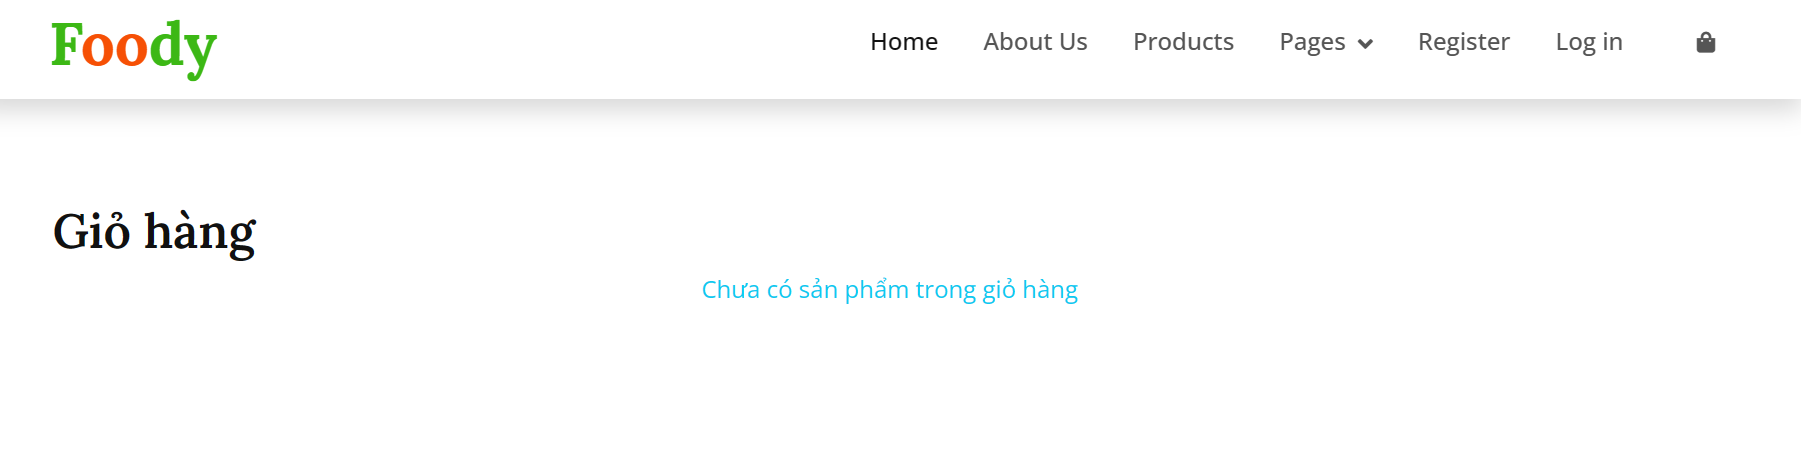 Foody Home About Us Products Pages Register Log in
Giỏ hàng
Chưa có sản phẩm trong giỏ hàng